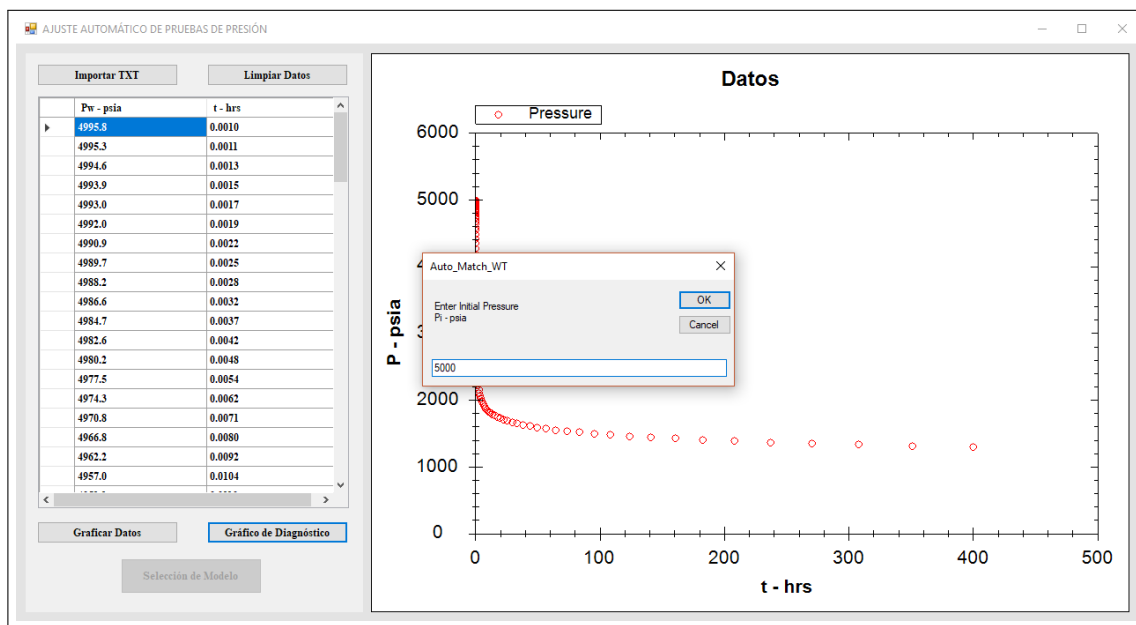 AJUSTE AUTOMÁTICO DE PRUEBAS DE PRESIÓN
Importar TXT
Limpiar Datos
Pw - psia t - hrs
4995.8 0.0010
4995.3 0.0011
4994.6 0.0013
4993.9 0.0015
4993.0 0.0017
4992.0 0.0019
4990.9 0.0022
4989.7 0.0025
4988.2 0.0028
4986.6 0.0032
4984.7 0.0037
4982.6 0.0042
4980.2 0.0048
4977.5 0.0054
4974.3 0.0062
4970.8 0.0071
4966.8 0.0080
4962.2 0.0092
4957.0 0.0104
Graficar Datos
Gráfico de Diagnóstico
Selección de Modelo
Datos
Pressure
6000
5000
2000
1000
0
P - psia
0 100 200 300 400 500
t - hrs
Auto_Match_WT
Enter Initial Pressure
Pi - psia
OK
Cancel
5000